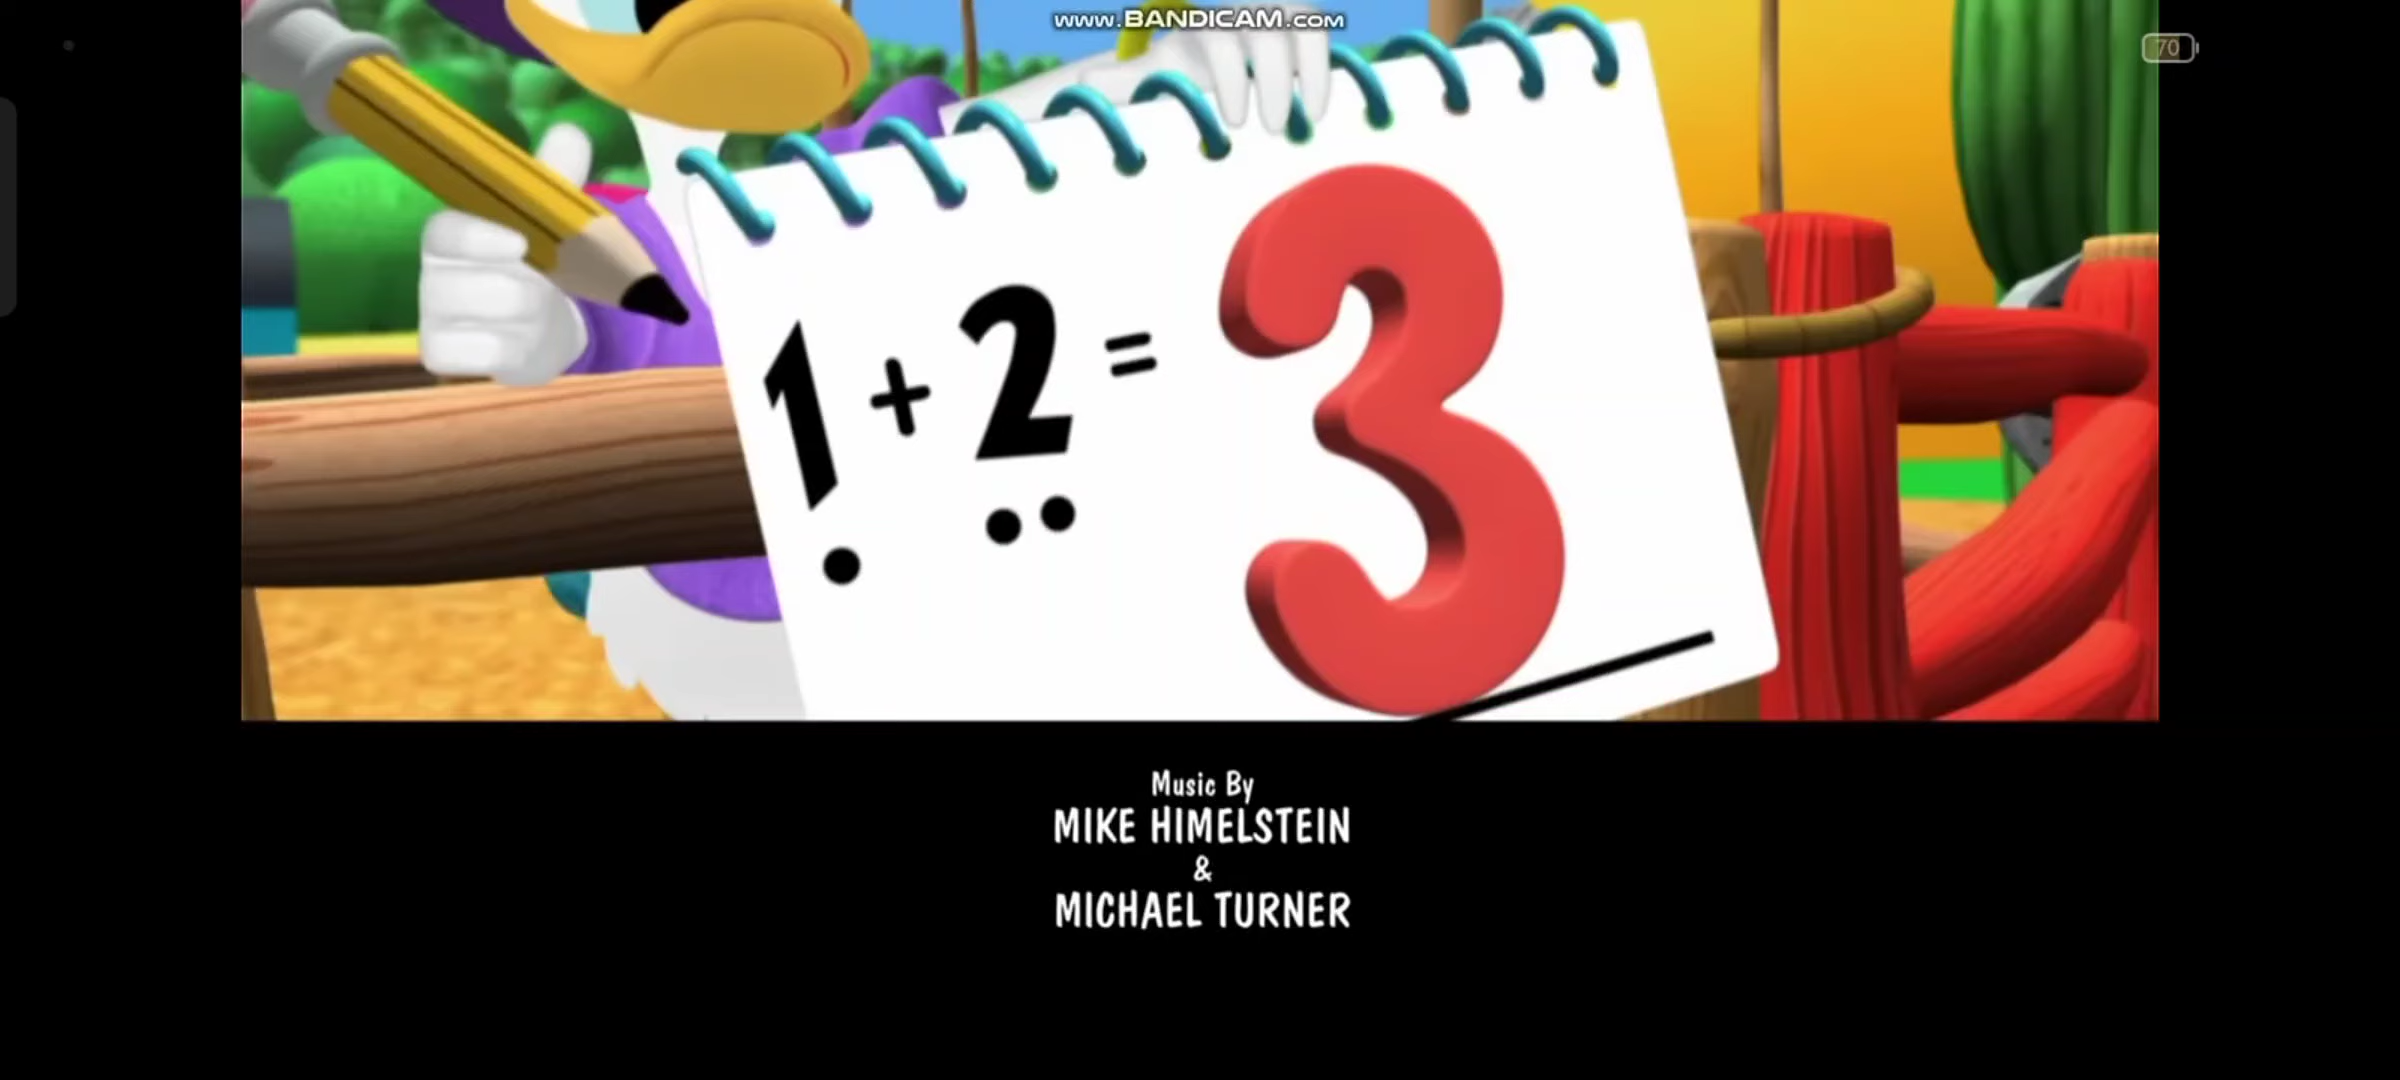 www.BANDICAM.com
70
1 + 2 = 3
Music By
MIKE HIMELSTEIN
&
MICHAEL TURNER